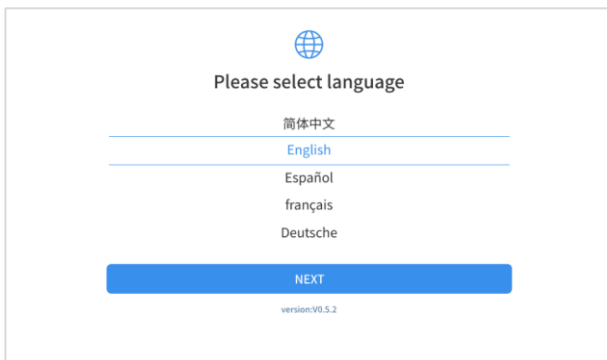 Please select language
简体中文
English
Español
français
Deutsche
NEXT
version:V0.5.2